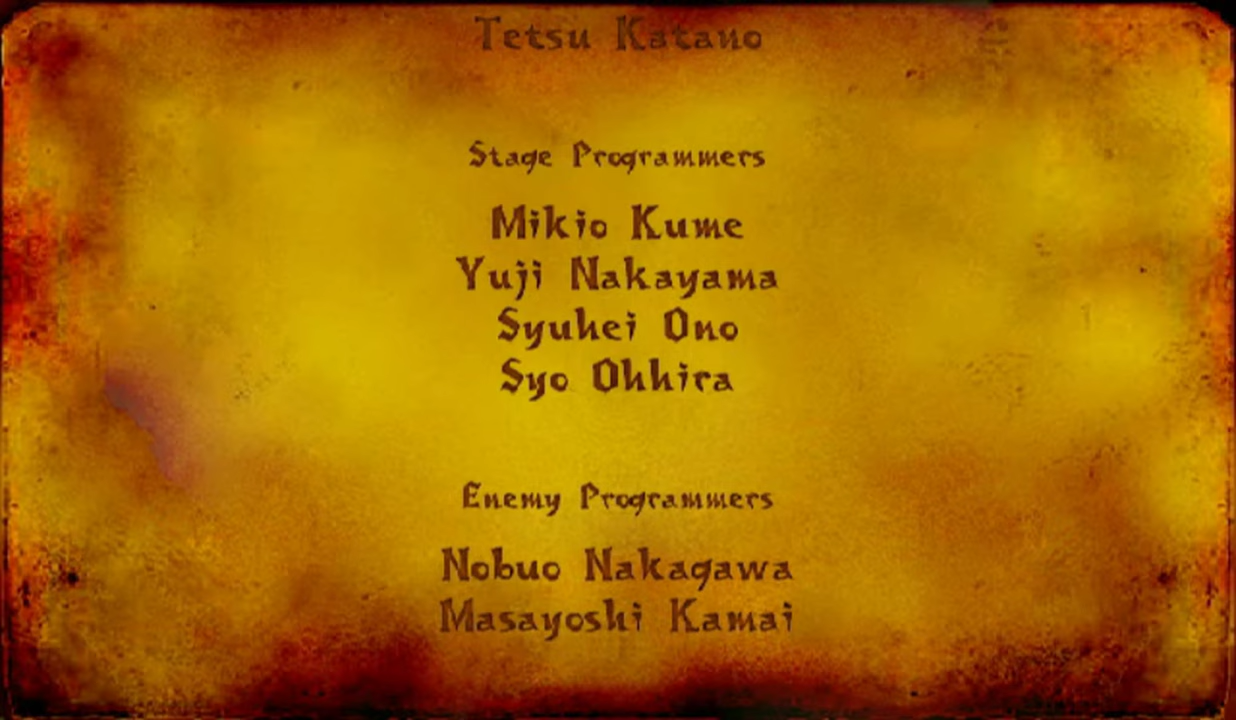 Tetsu Katano
Stage Programmers
Mikio Kume
Yuji Nakayama
Syuhei Ono
Syo Ohhira
Enemy Programmers
Nobuo Nakagawa
Masayoshi Kamai